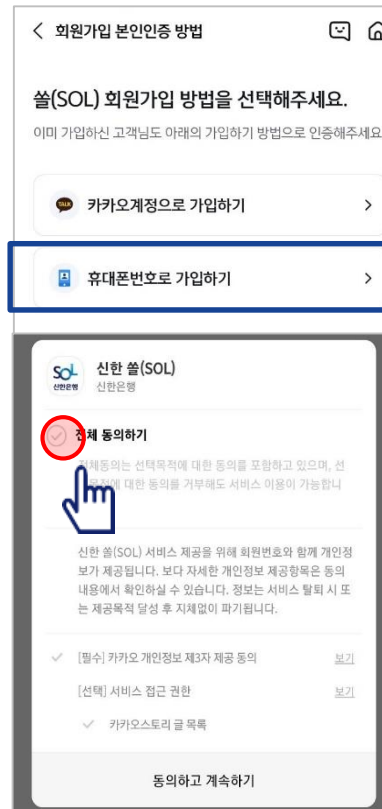 회원가입 본인인증 방법
쏠(SOL) 회원가입 방법을 선택해주세요.
이미 가입하신 고객님도 아래의 가입하기 방법으로 인증해주세요
TALK
카카오계정으로 가입하기
휴대폰번호로 가입하기
SOL
신한은행
신한 쏠(SOL)
신한은행
전체 동의하기
전체동의는 선택목적에 대한 동의를 포함하고 있으며, 선
대한 동의를 거부해도 서비스 이용이 가능합니
신한 쏠(SOL) 서비스 제공을 위해 회원번호와 함께 개인정
보가 제공됩니다. 보다 자세한 개인정보 제공항목은 동의
내용에서 확인하실 수 있습니다. 정보는 서비스 탈퇴 시 또
는 제공목적 달성 후 지체없이 파기됩니다.
[필수] 카카오 개인정보 제3자 제공 동의 보기
[선택] 서비스 접근 권한 보기
카카오스토리 글 목록
동의하고 계속하기